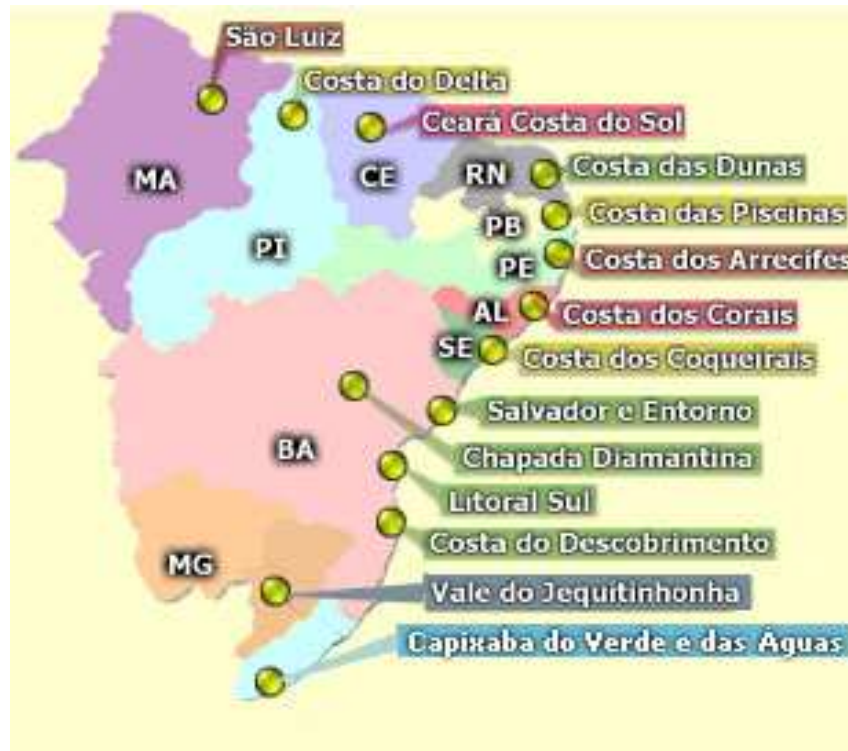 São Luiz
Costa do Delta
Ceará Costa do Sol
MA
CE
RN
Costa das Dunas
PB
Costa das Piscinas
PI
PE
Costa dos Arrecifes
AL
Costa dos Corais
SE
Costa dos Coqueirais
Salvador e Entorno
BA
Chapada Diamantina
Litoral Sul
Costa do Descobrimento
MG
Vale do Jequitinhonha
Capixaba do Verde e das Águas